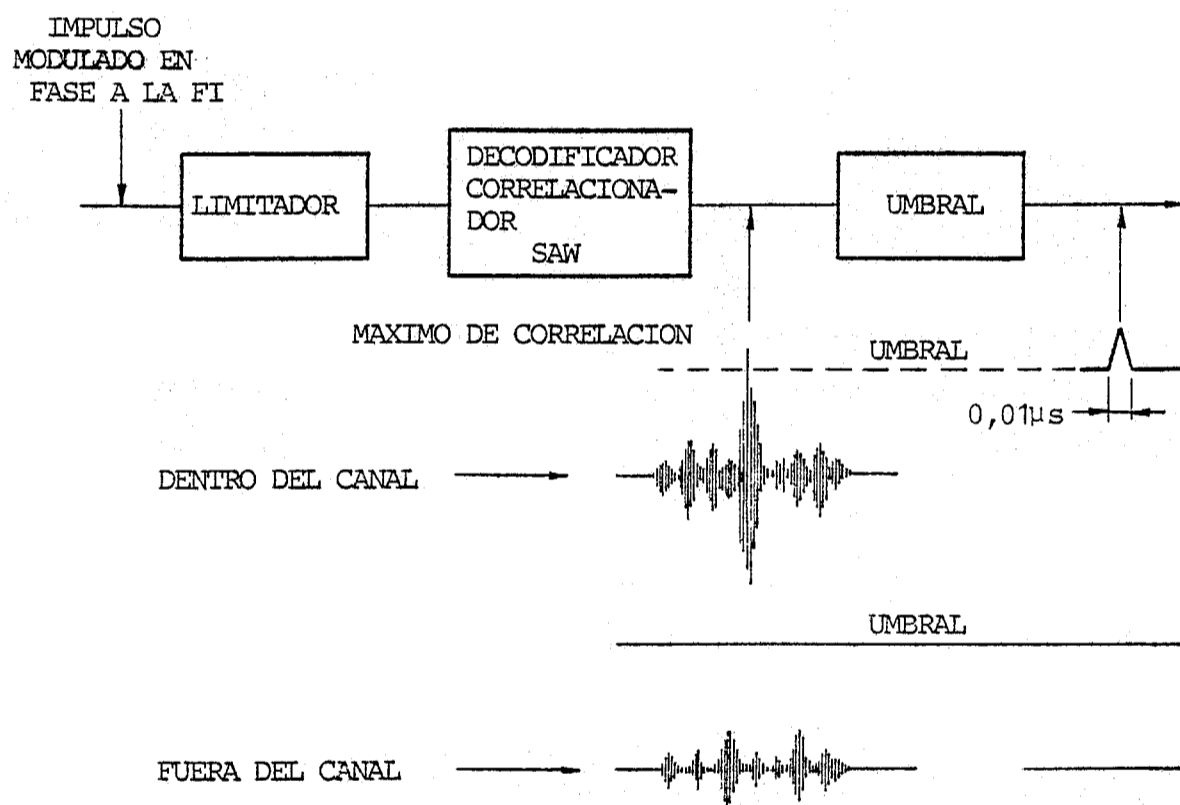 IMPULSO
MODULADO EN
FASE A LA FI
LIMITADOR
DECODIFICADOR
CORRELACIONA-
DOR
SAW
UMBRAL
MAXIMO DE CORRELACION
UMBRAL
0,01µs
DENTRO DEL CANAL
UMBRAL
FUERA DEL CANAL